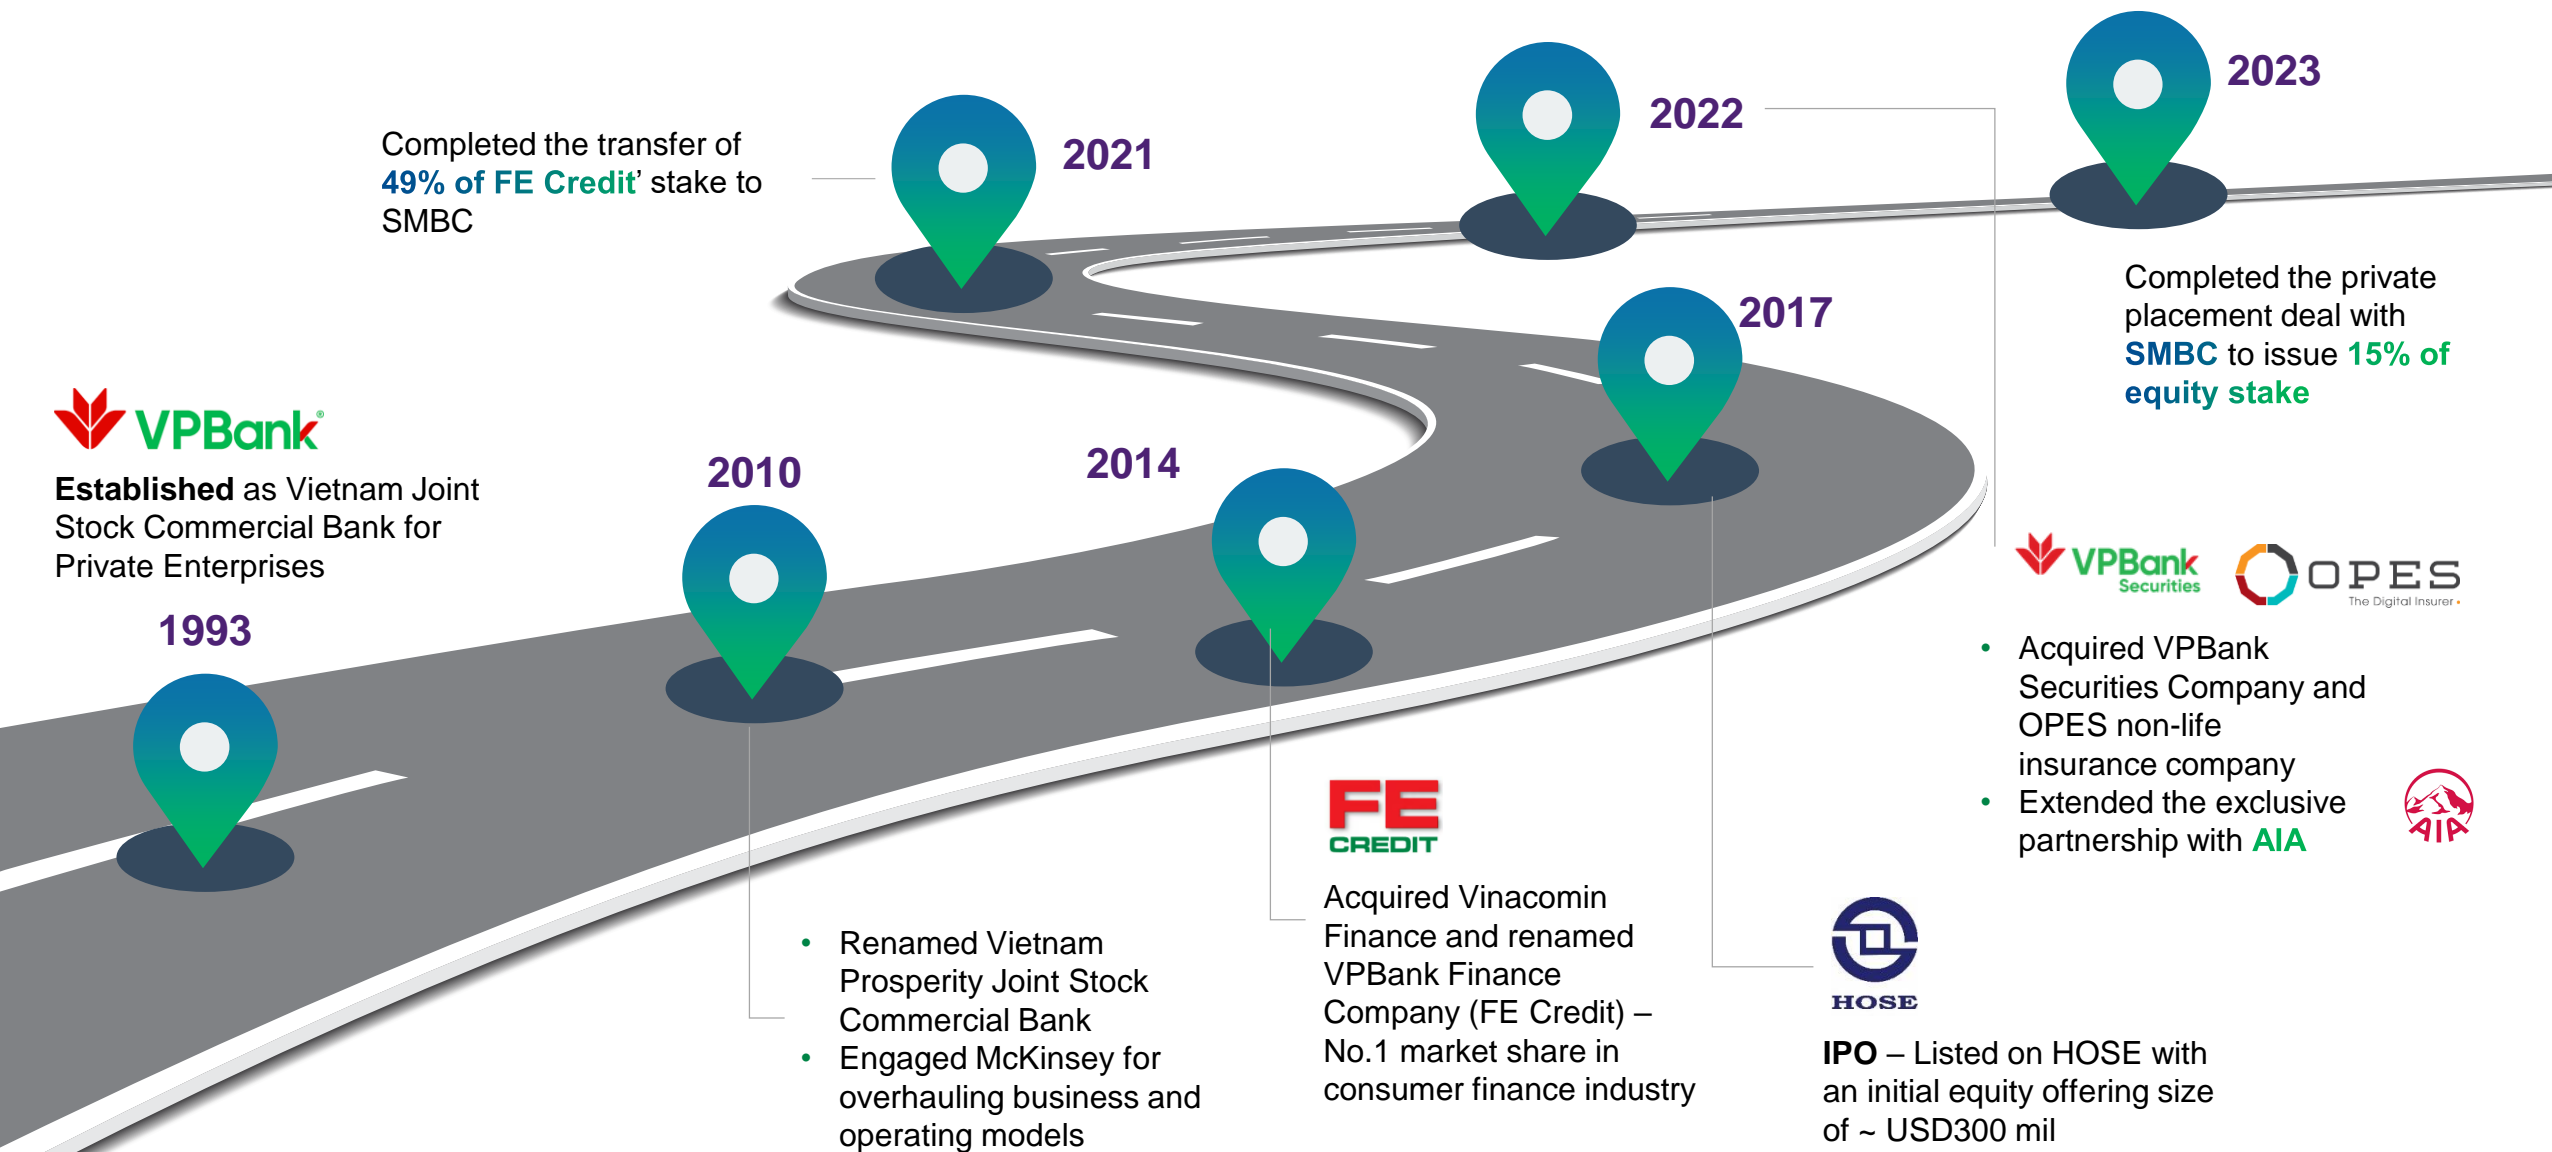 VPBank
Established as Vietnam Joint
Stock Commercial Bank for
Private Enterprises
1993
2010
• Renamed Vietnam
Prosperity Joint Stock
Commercial Bank
• Engaged McKinsey for
overhauling business and
operating models
2014
FE
CREDIT
Acquired Vinacomin
Finance and renamed
VPBank Finance
Company (FE Credit) –
No.1 market share in
consumer finance industry
2017
HOSE
IPO – Listed on HOSE with
an initial equity offering size
of ~ USD300 mil
2021
Completed the transfer of
49% of FE Credit’ stake to
SMBC
2022
VPBank
Securities
OPES
The Digital Insurer
• Acquired VPBank
Securities Company and
OPES non-life
insurance company
• Extended the exclusive
partnership with AIA
AIA
2023
Completed the private
placement deal with
SMBC to issue 15% of
equity stake